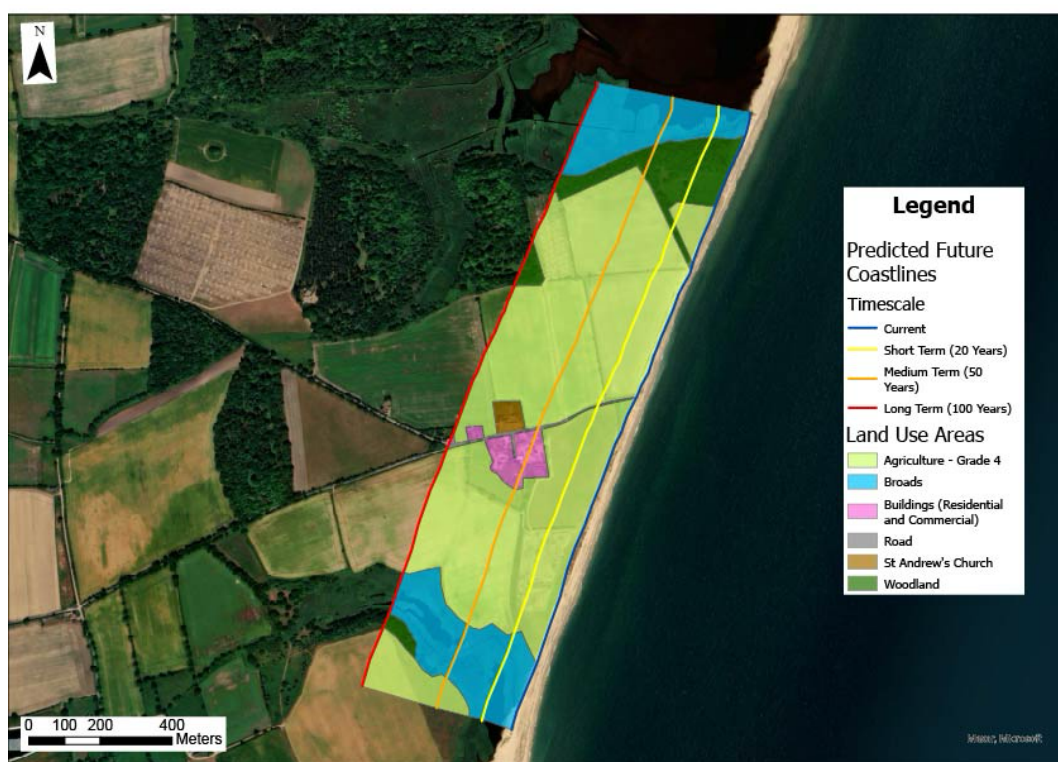 N
Legend
Predicted Future
Coastlines
Timescale
Current
Short Term (20 Years)
Medium Term (50
Years)
Long Term (100 Years)
Land Use Areas
Agriculture - Grade 4
Broads
Buildings (Residential
and Commercial)
Road
St Andrew's Church
Woodland
0 100 200 400
Meters
Maxar, Microsoft